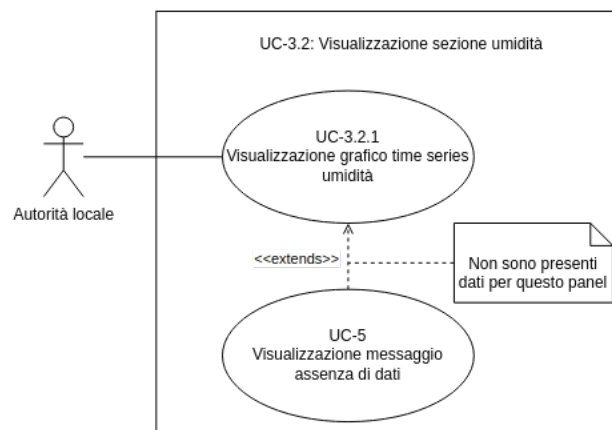 UC-3.2: Visualizzazione sezione umidità
UC-3.2.1
Visualizzazione grafico time series
umidità
Autorità locale
<<extends>>
Non sono presenti
dati per questo panel
UC-5
Visualizzazione messaggio
assenza di dati